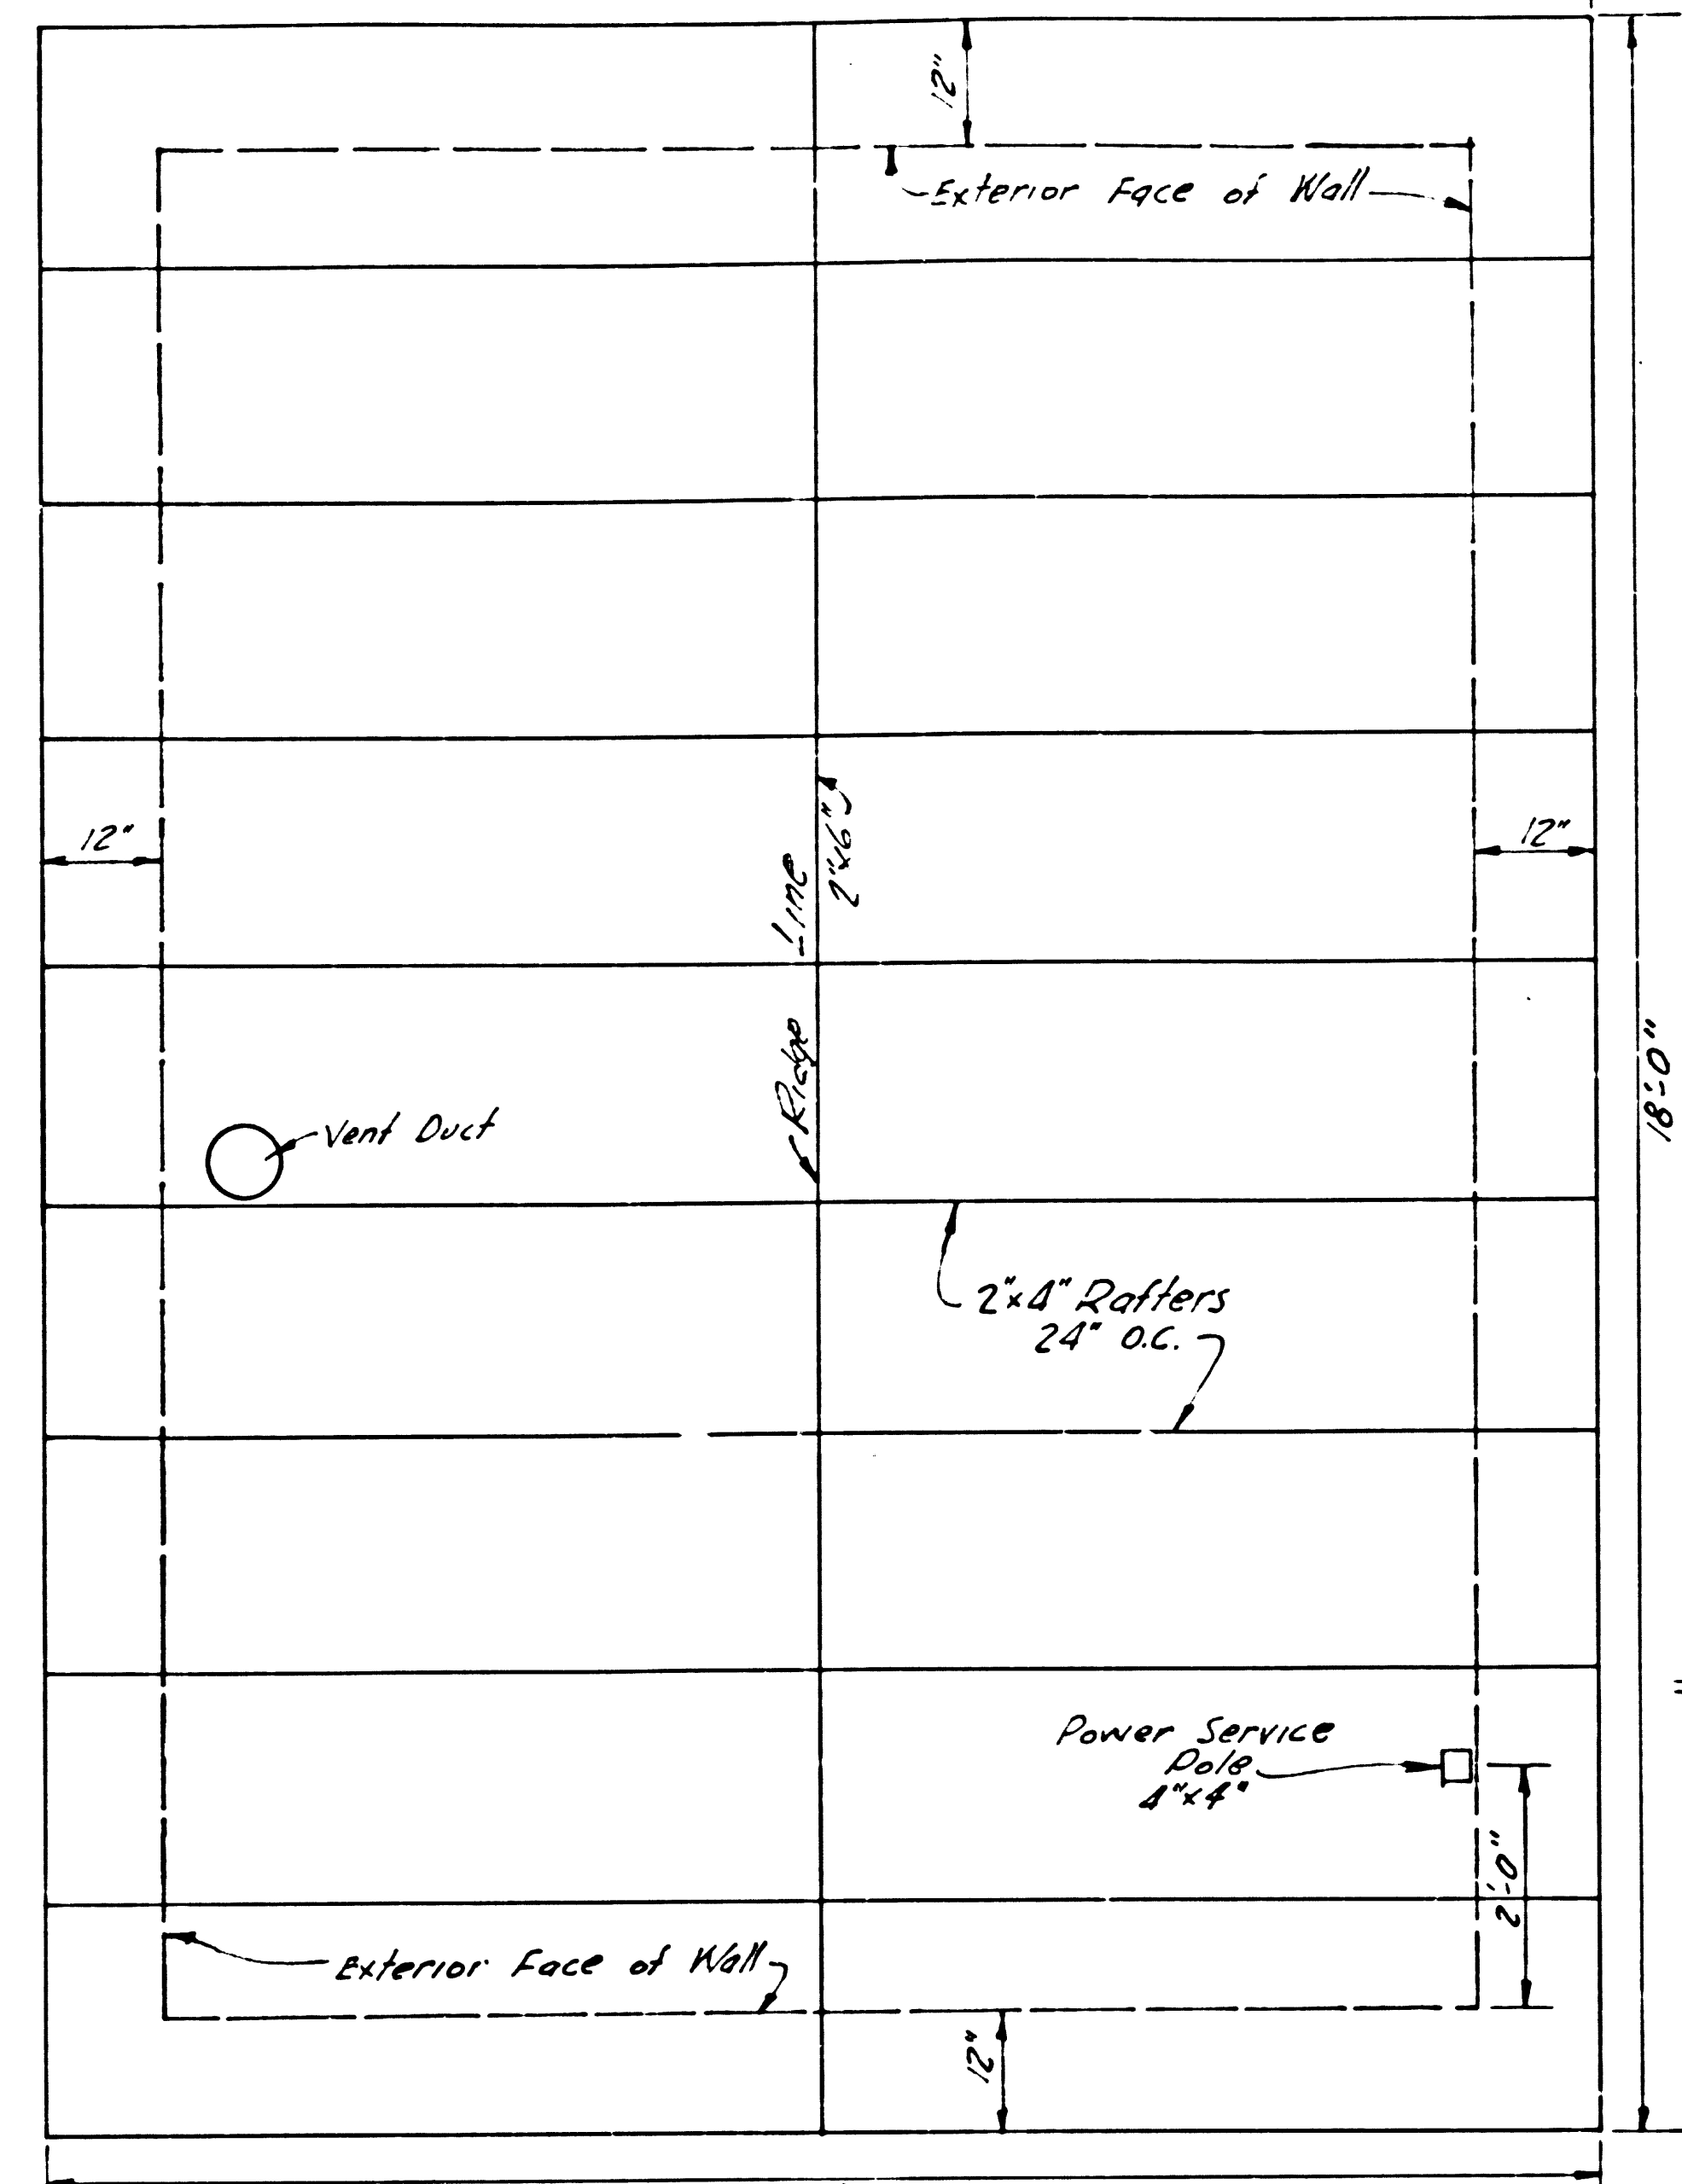 12"
Exterior Face of Wall
12"
12"
Ridge Line
2"x6"
18'-0"
Vent Duct
2"x4" Rafters
24" O.C.
Power Service
Pole
4"x4"
2'-0"
Exterior Face of Wall
12"